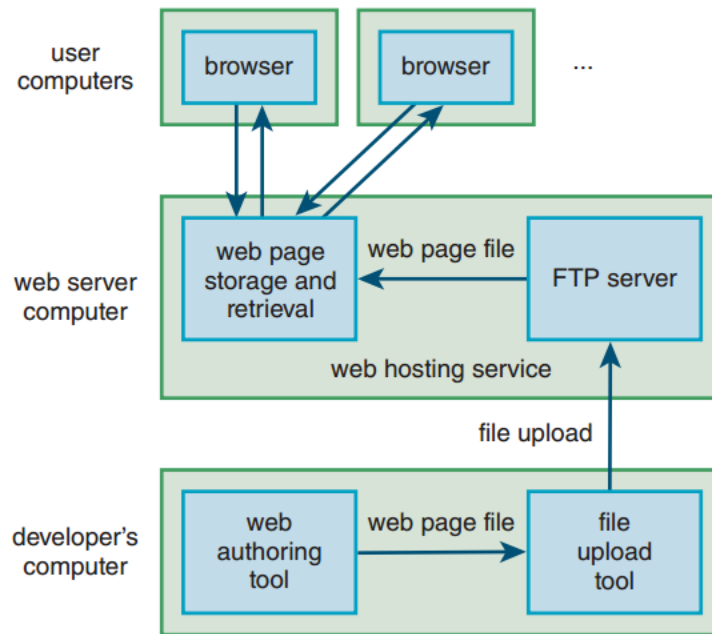 user
computers
browser
browser
...
web server
computer
web page
storage and
retrieval
web page file
FTP server
web hosting service
file upload
developer's
computer
web
authoring
tool
web page file
file
upload
tool